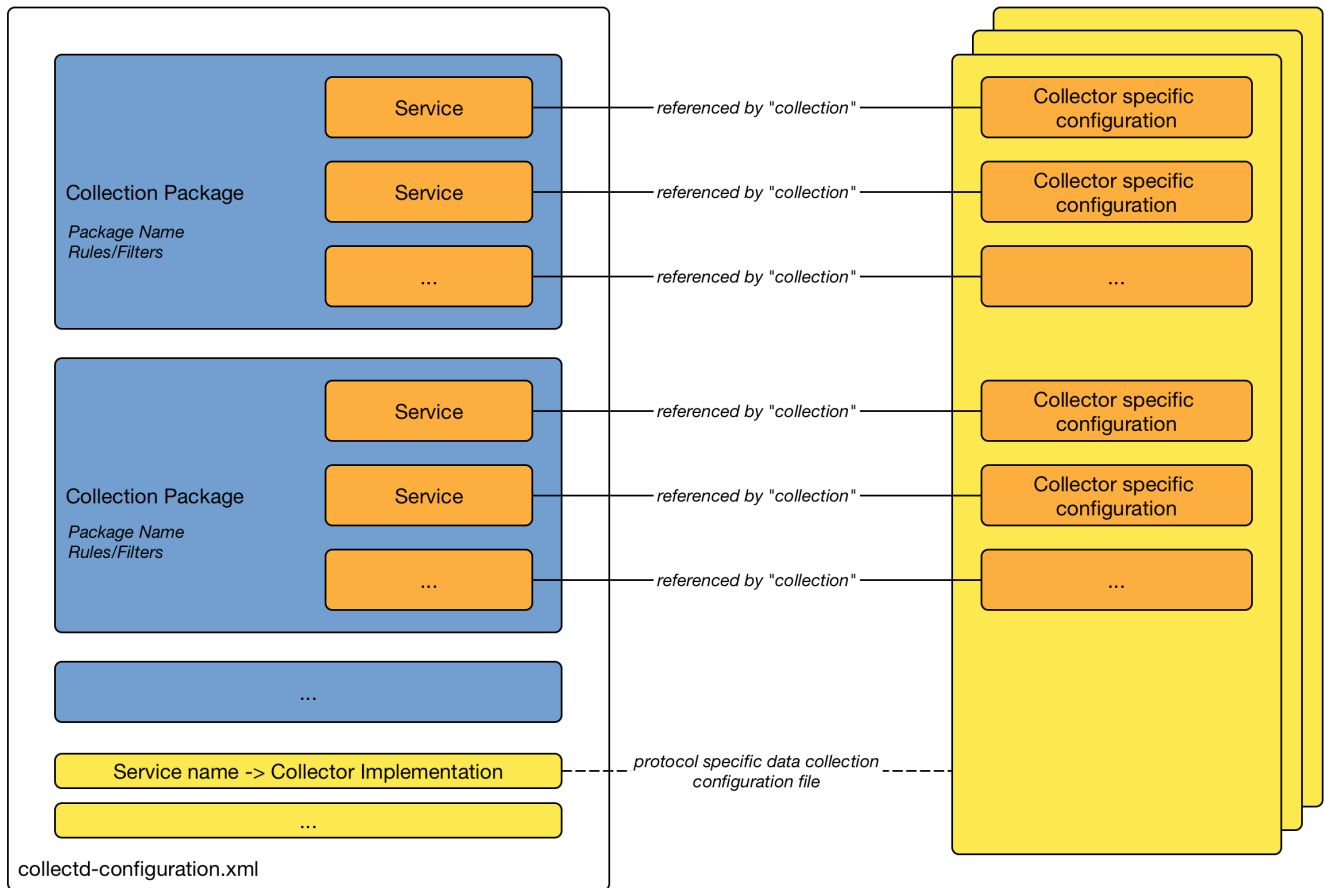 Service
referenced by "collection"
Collector specific
configuration
Collection Package
Package Name
Rules/Filters
Service
referenced by "collection"
Collector specific
configuration
...
referenced by "collection"
...
Service
referenced by "collection"
Collector specific
configuration
Collection Package
Package Name
Rules/Filters
Service
referenced by "collection"
Collector specific
configuration
...
referenced by "collection"
...
...
Service name -> Collector Implementation
protocol specific data collection
configuration file
...
collectd-configuration.xml